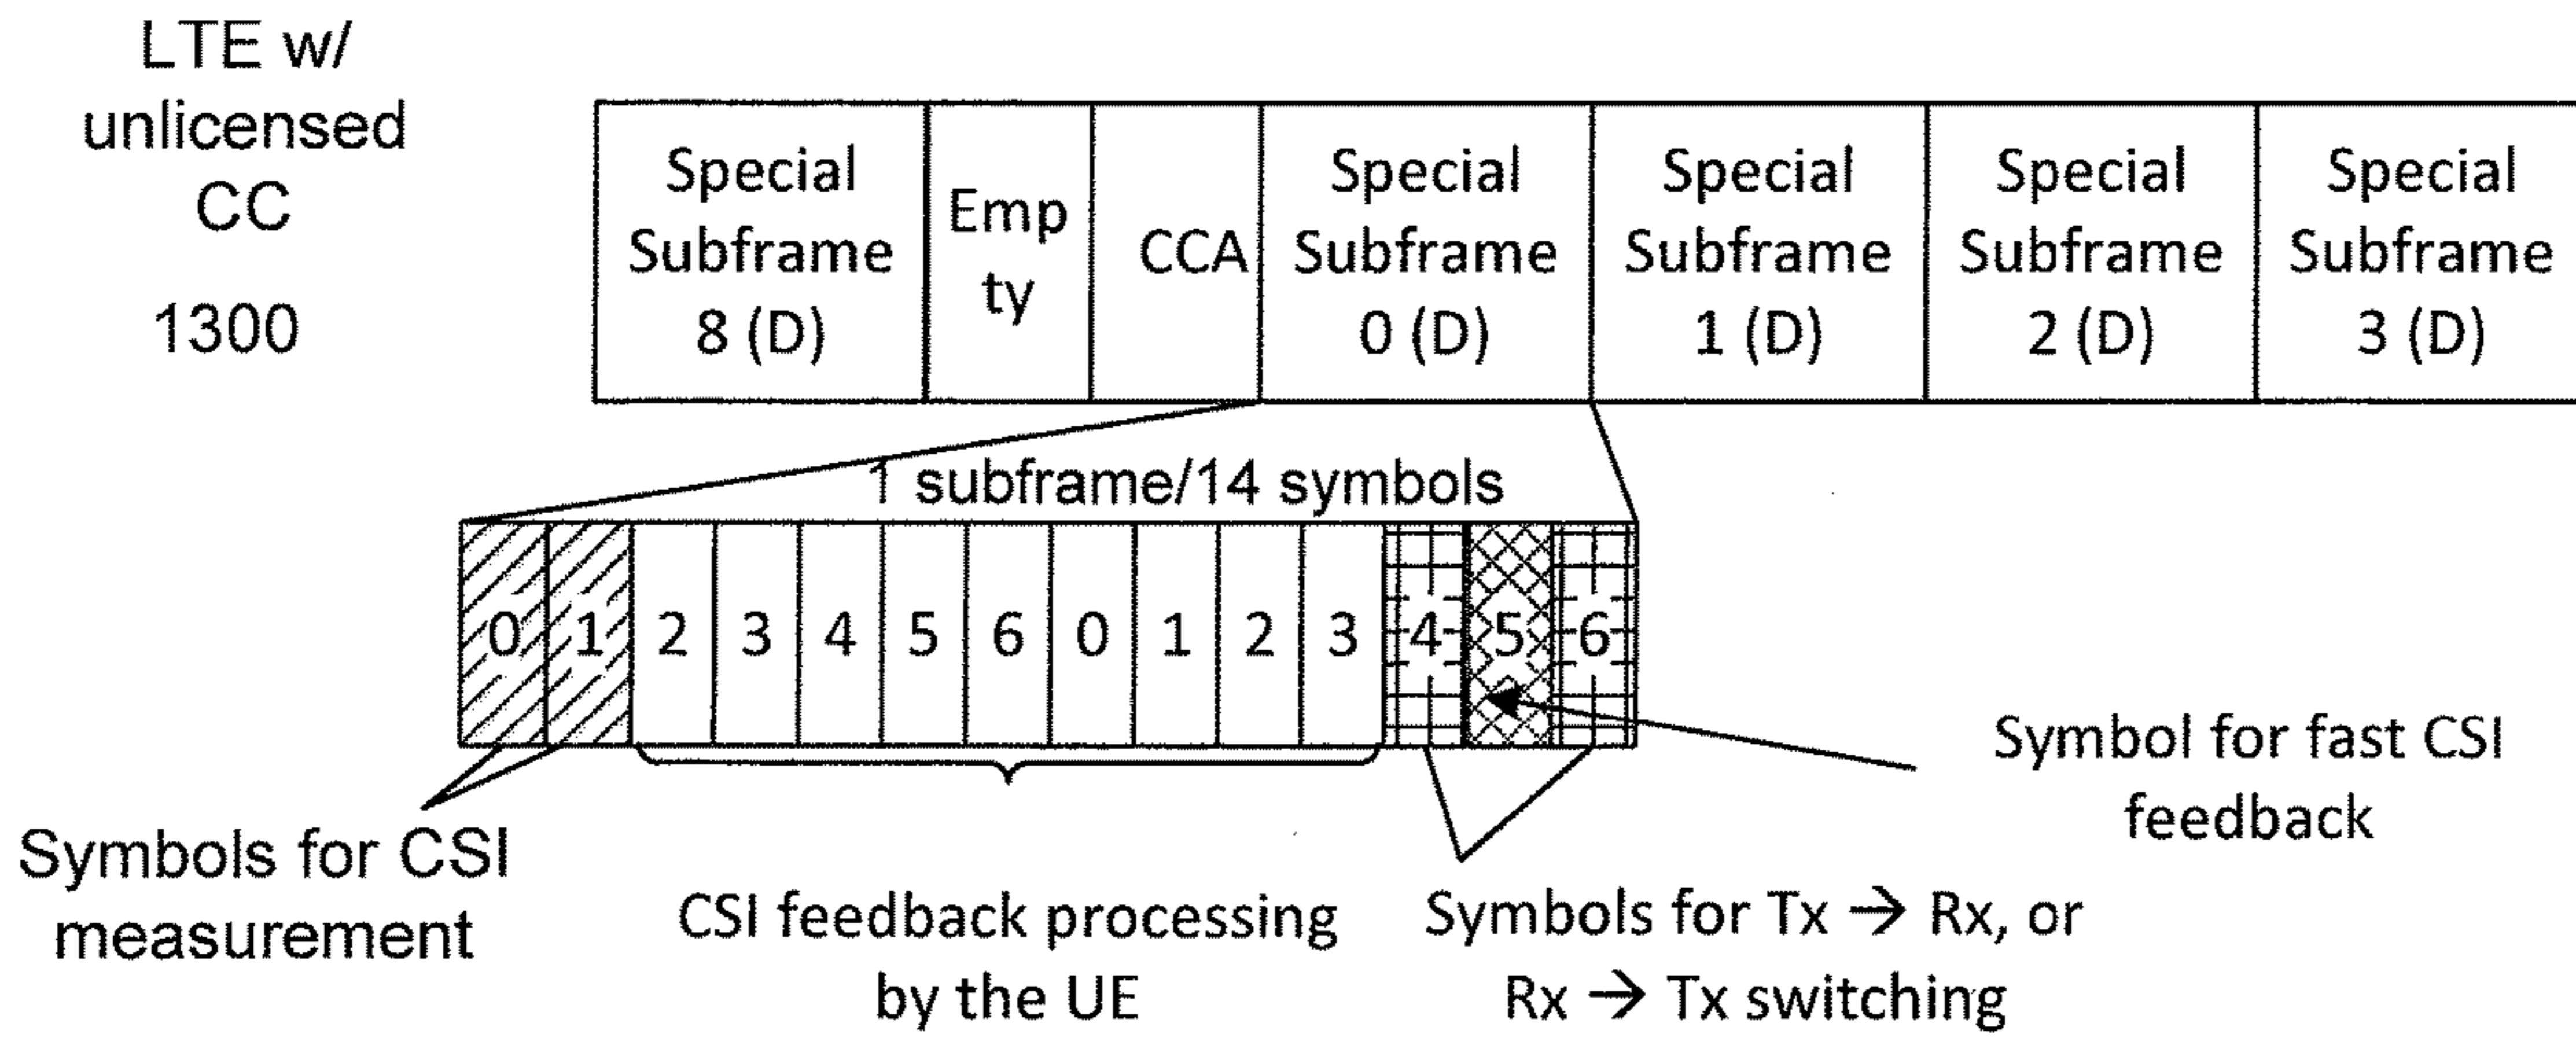 LTE w/
unlicensed
CC
1300
Special
Subframe
8 (D)
Emp
ty
CCA
Special
Subframe
0 (D)
Special
Subframe
1 (D)
Special
Subframe
2 (D)
Special
Subframe
3 (D)
1 subframe/14 symbols
0 1 2 3 4 5 6 0 1 2 3 4 5 6
Symbols for CSI
measurement
CSI feedback processing
by the UE
Symbols for Tx → Rx, or
Rx → Tx switching
Symbol for fast CSI
feedback